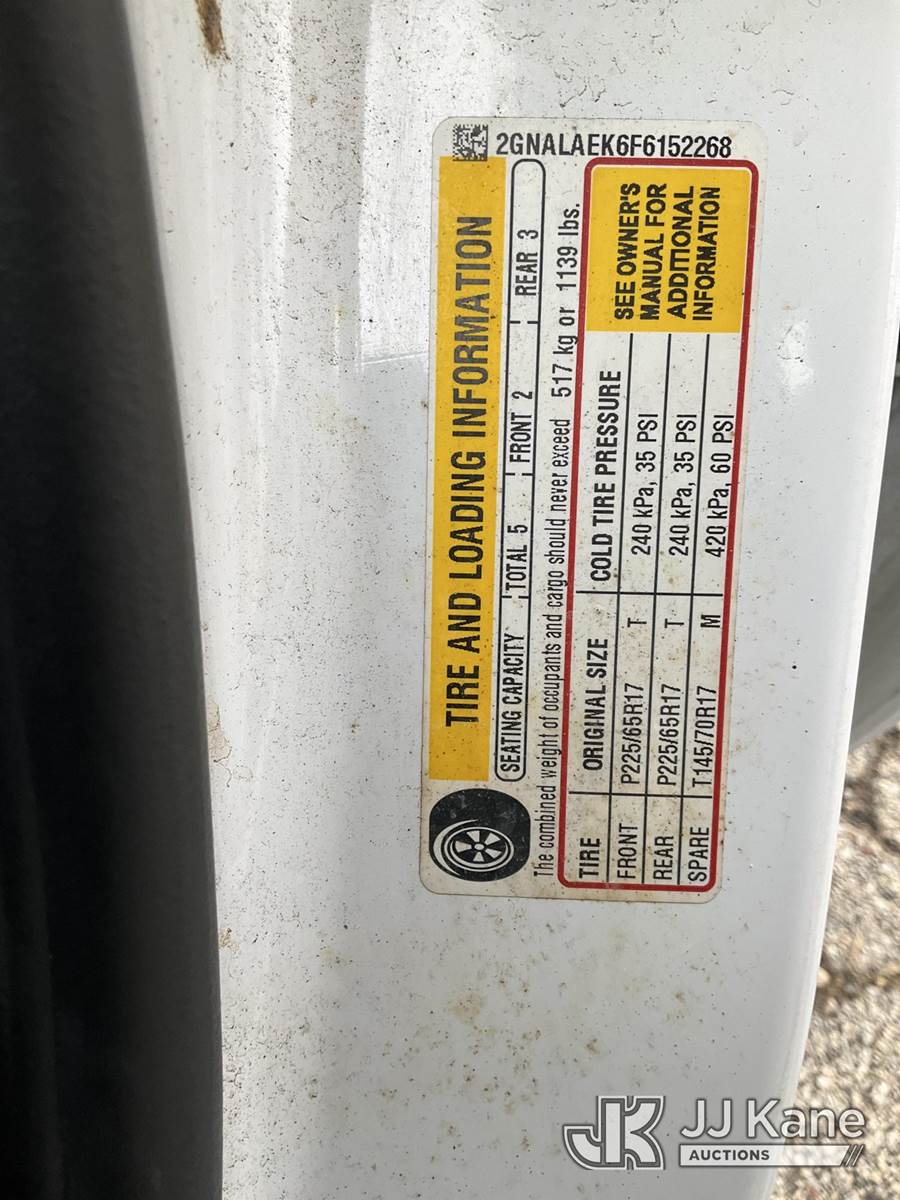 2GNALAEK6F6152268
TIRE AND LOADING INFORMATION
SEATING CAPACITY TOTAL 5 FRONT 2 REAR 3
The combined weight of occupants and cargo should never exceed 517 kg or 1139 lbs.
TIRE ORIGINAL SIZE COLD TIRE PRESSURE
FRONT P225/65R17 T 240 kPa, 35 PSI
REAR P225/65R17 T 240 kPa, 35 PSI
SPARE T145/70R17 M 420 kPa, 60 PSI
SEE OWNER'S
MANUAL FOR
ADDITIONAL
INFORMATION
JK JJ Kane
AUCTIONS